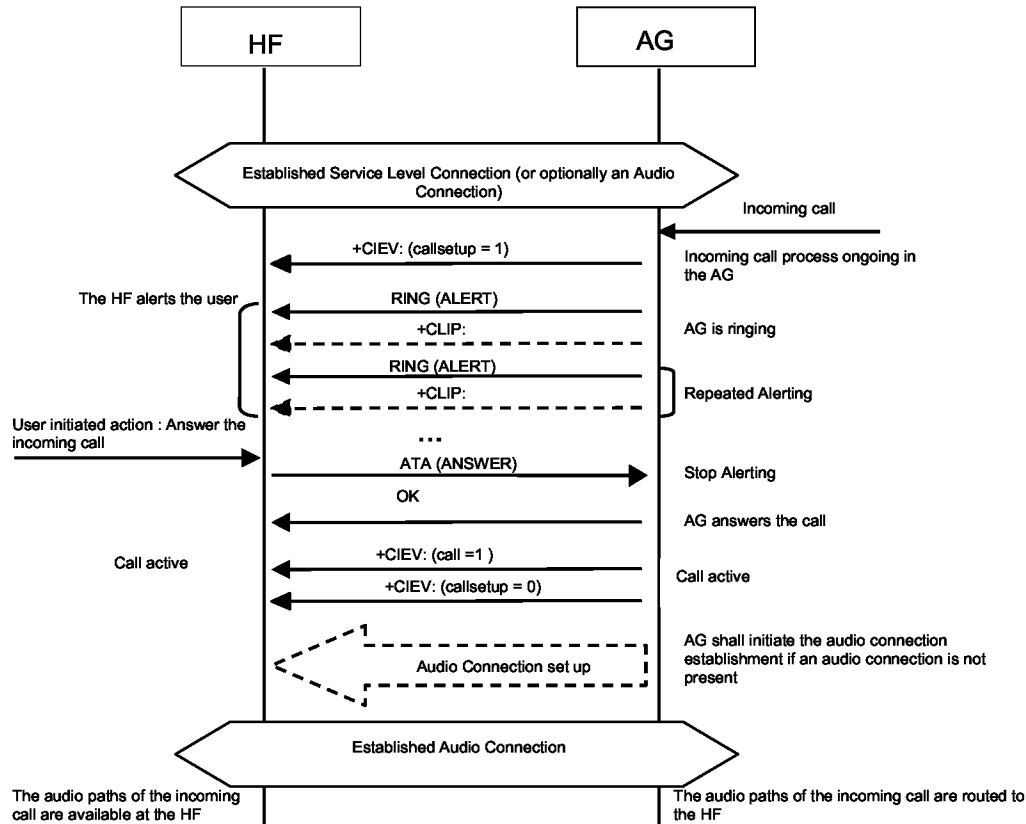 HF
AG
Established Service Level Connection (or optionally an Audio
Connection)
Incoming call
+CIEV: (callsetup = 1)
Incoming call process ongoing in
the AG
The HF alerts the user
RING (ALERT)
+CLIP:
AG is ringing
RING (ALERT)
+CLIP:
Repeated Alerting
User initiated action : Answer the
incoming call
...
ATA (ANSWER)
Stop Alerting
OK
AG answers the call
Call active
+CIEV: (call =1 )
Call active
+CIEV: (callsetup = 0)
AG shall initiate the audio connection
establishment if an audio connection is not
present
Audio Connection set up
Established Audio Connection
The audio paths of the incoming
call are available at the HF
The audio paths of the incoming call are routed to
the HF